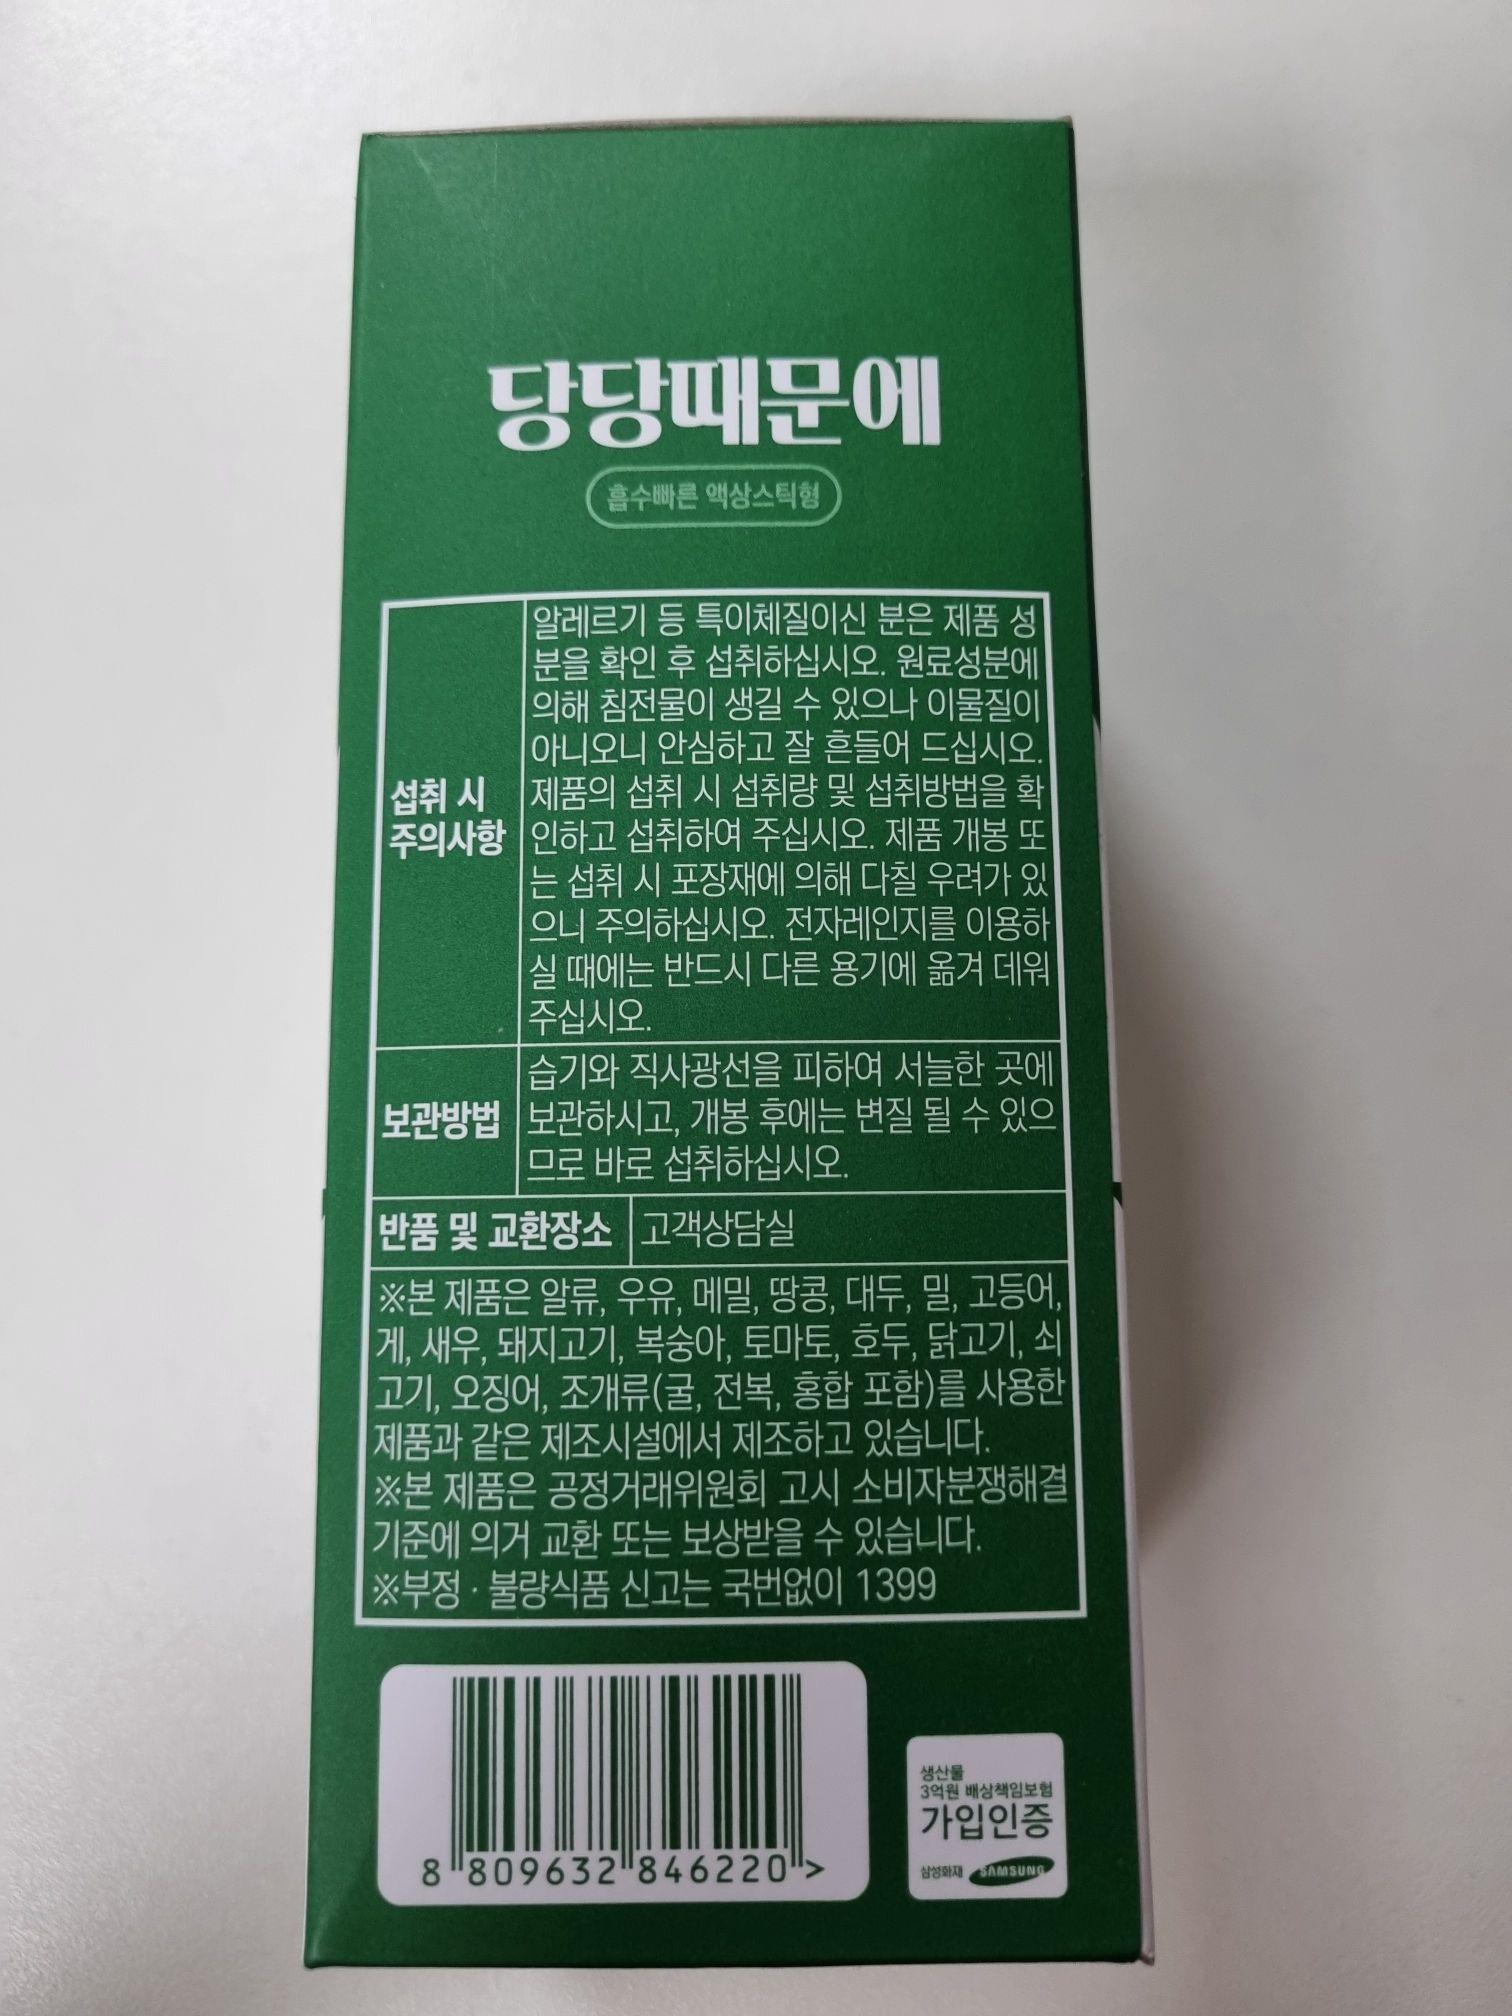 당당때문에
흡수빠른 액상스틱형
섭취 시
주의사항
알레르기 등 특이체질이신 분은 제품 성
분을 확인 후 섭취하십시오. 원료성분에
의해 침전물이 생길 수 있으나 이물질이
아니오니 안심하고 잘 흔들어 드십시오.
제품의 섭취 시 섭취량 및 섭취방법을 확
인하고 섭취하여 주십시오. 제품 개봉 또
는 섭취 시 포장재에 의해 다칠 우려가 있
으니 주의하십시오. 전자레인지를 이용하
실 때에는 반드시 다른 용기에 옮겨 데워
주십시오.
보관방법
습기와 직사광선을 피하여 서늘한 곳에
보관하시고, 개봉 후에는 변질 될 수 있으
므로 바로 섭취하십시오.
반품 및 교환장소 고객상담실
※본 제품은 알류, 우유, 메밀, 땅콩, 대두, 밀, 고등어,
게, 새우, 돼지고기, 복숭아, 토마토, 호두, 닭고기, 쇠
고기, 오징어, 조개류(굴, 전복, 홍합 포함)를 사용한
제품과 같은 제조시설에서 제조하고 있습니다.
※본 제품은 공정거래위원회 고시 소비자분쟁해결
기준에 의거 교환 또는 보상받을 수 있습니다.
※부정 · 불량식품 신고는 국번없이 1399
8 809632 846220 >
생산물
3억원 배상책임보험
가입인증
삼성화재 SAMSUNG